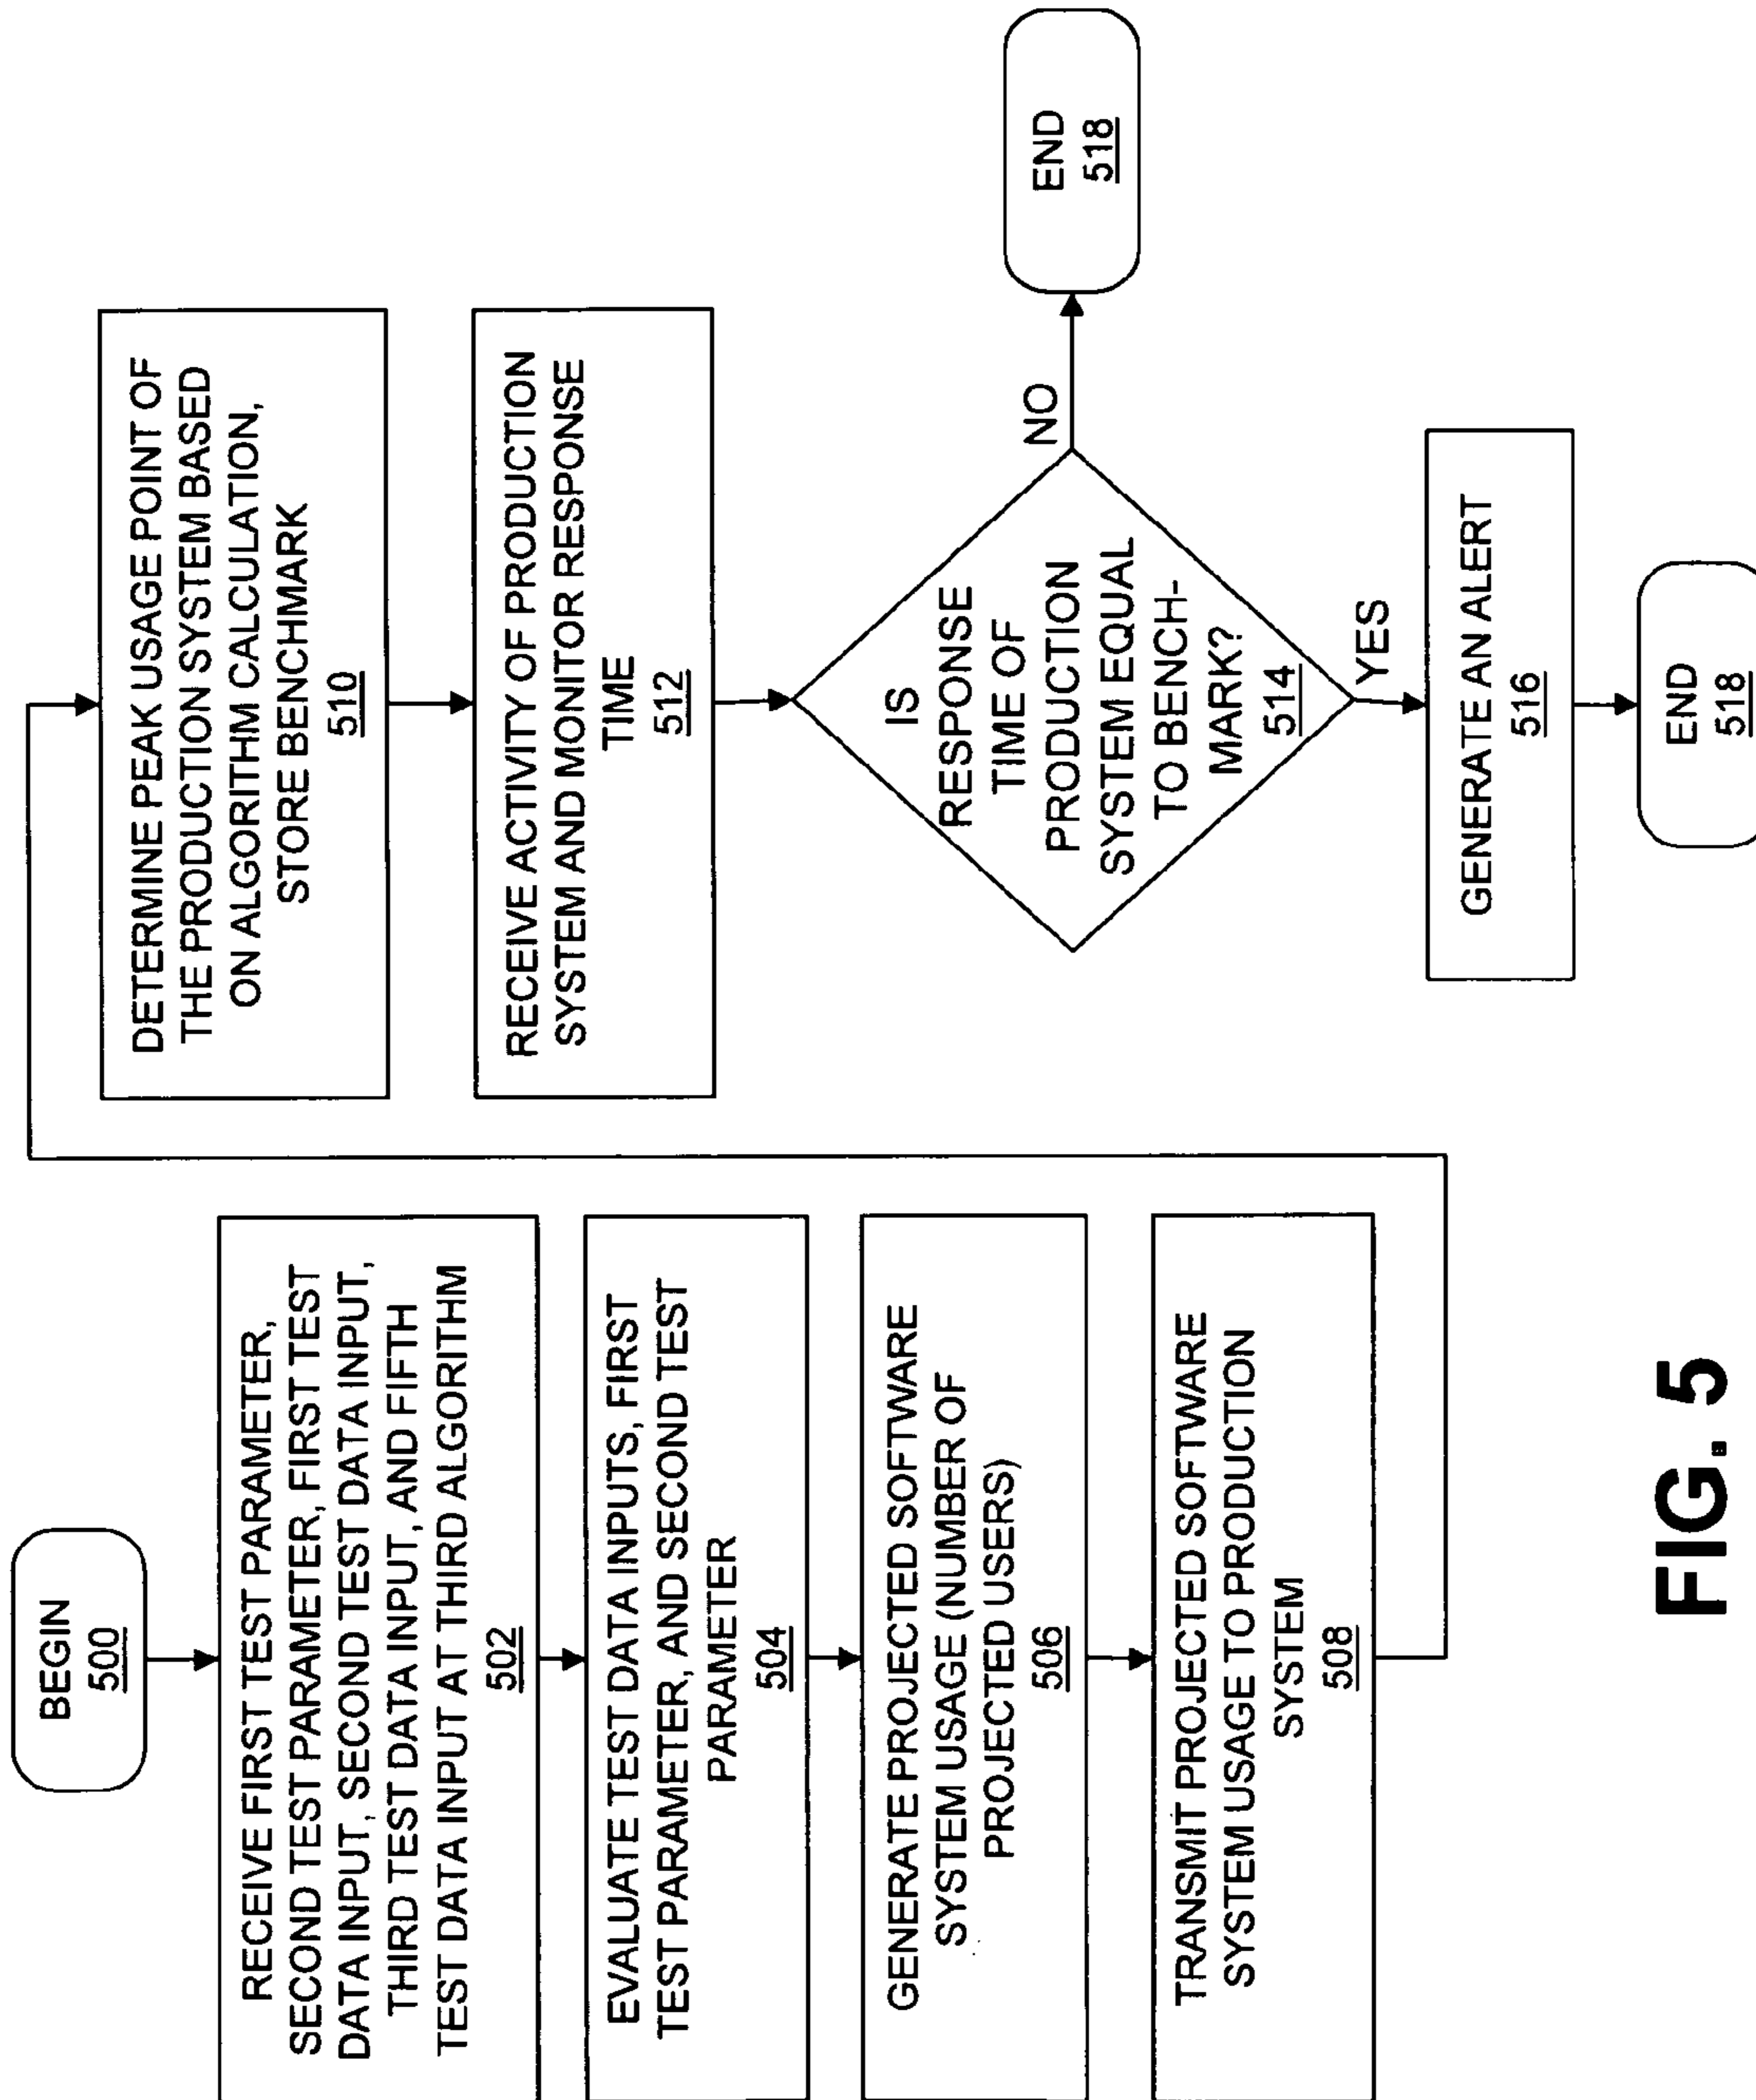 BEGIN
500
RECEIVE FIRST TEST PARAMETER,
SECOND TEST PARAMETER, FIRST TEST
DATA INPUT, SECOND TEST DATA INPUT,
THIRD TEST DATA INPUT, AND FIFTH
TEST DATA INPUT AT THIRD ALGORITHM
502
EVALUATE TEST DATA INPUTS, FIRST
TEST PARAMETER, AND SECOND TEST
PARAMETER
504
GENERATE PROJECTED SOFTWARE
SYSTEM USAGE (NUMBER OF
PROJECTED USERS)
506
TRANSMIT PROJECTED SOFTWARE
SYSTEM USAGE TO PRODUCTION
SYSTEM
508
DETERMINE PEAK USAGE POINT OF
THE PRODUCTION SYSTEM BASED
ON ALGORITHM CALCULATION,
STORE BENCHMARK
510
RECEIVE ACTIVITY OF PRODUCTION
SYSTEM AND MONITOR RESPONSE
TIME
512
IS
RESPONSE
TIME OF
PRODUCTION
SYSTEM EQUAL
TO BENCH-
MARK?
514
NO
END
518
YES
GENERATE AN ALERT
516
END
518
FIG. 5